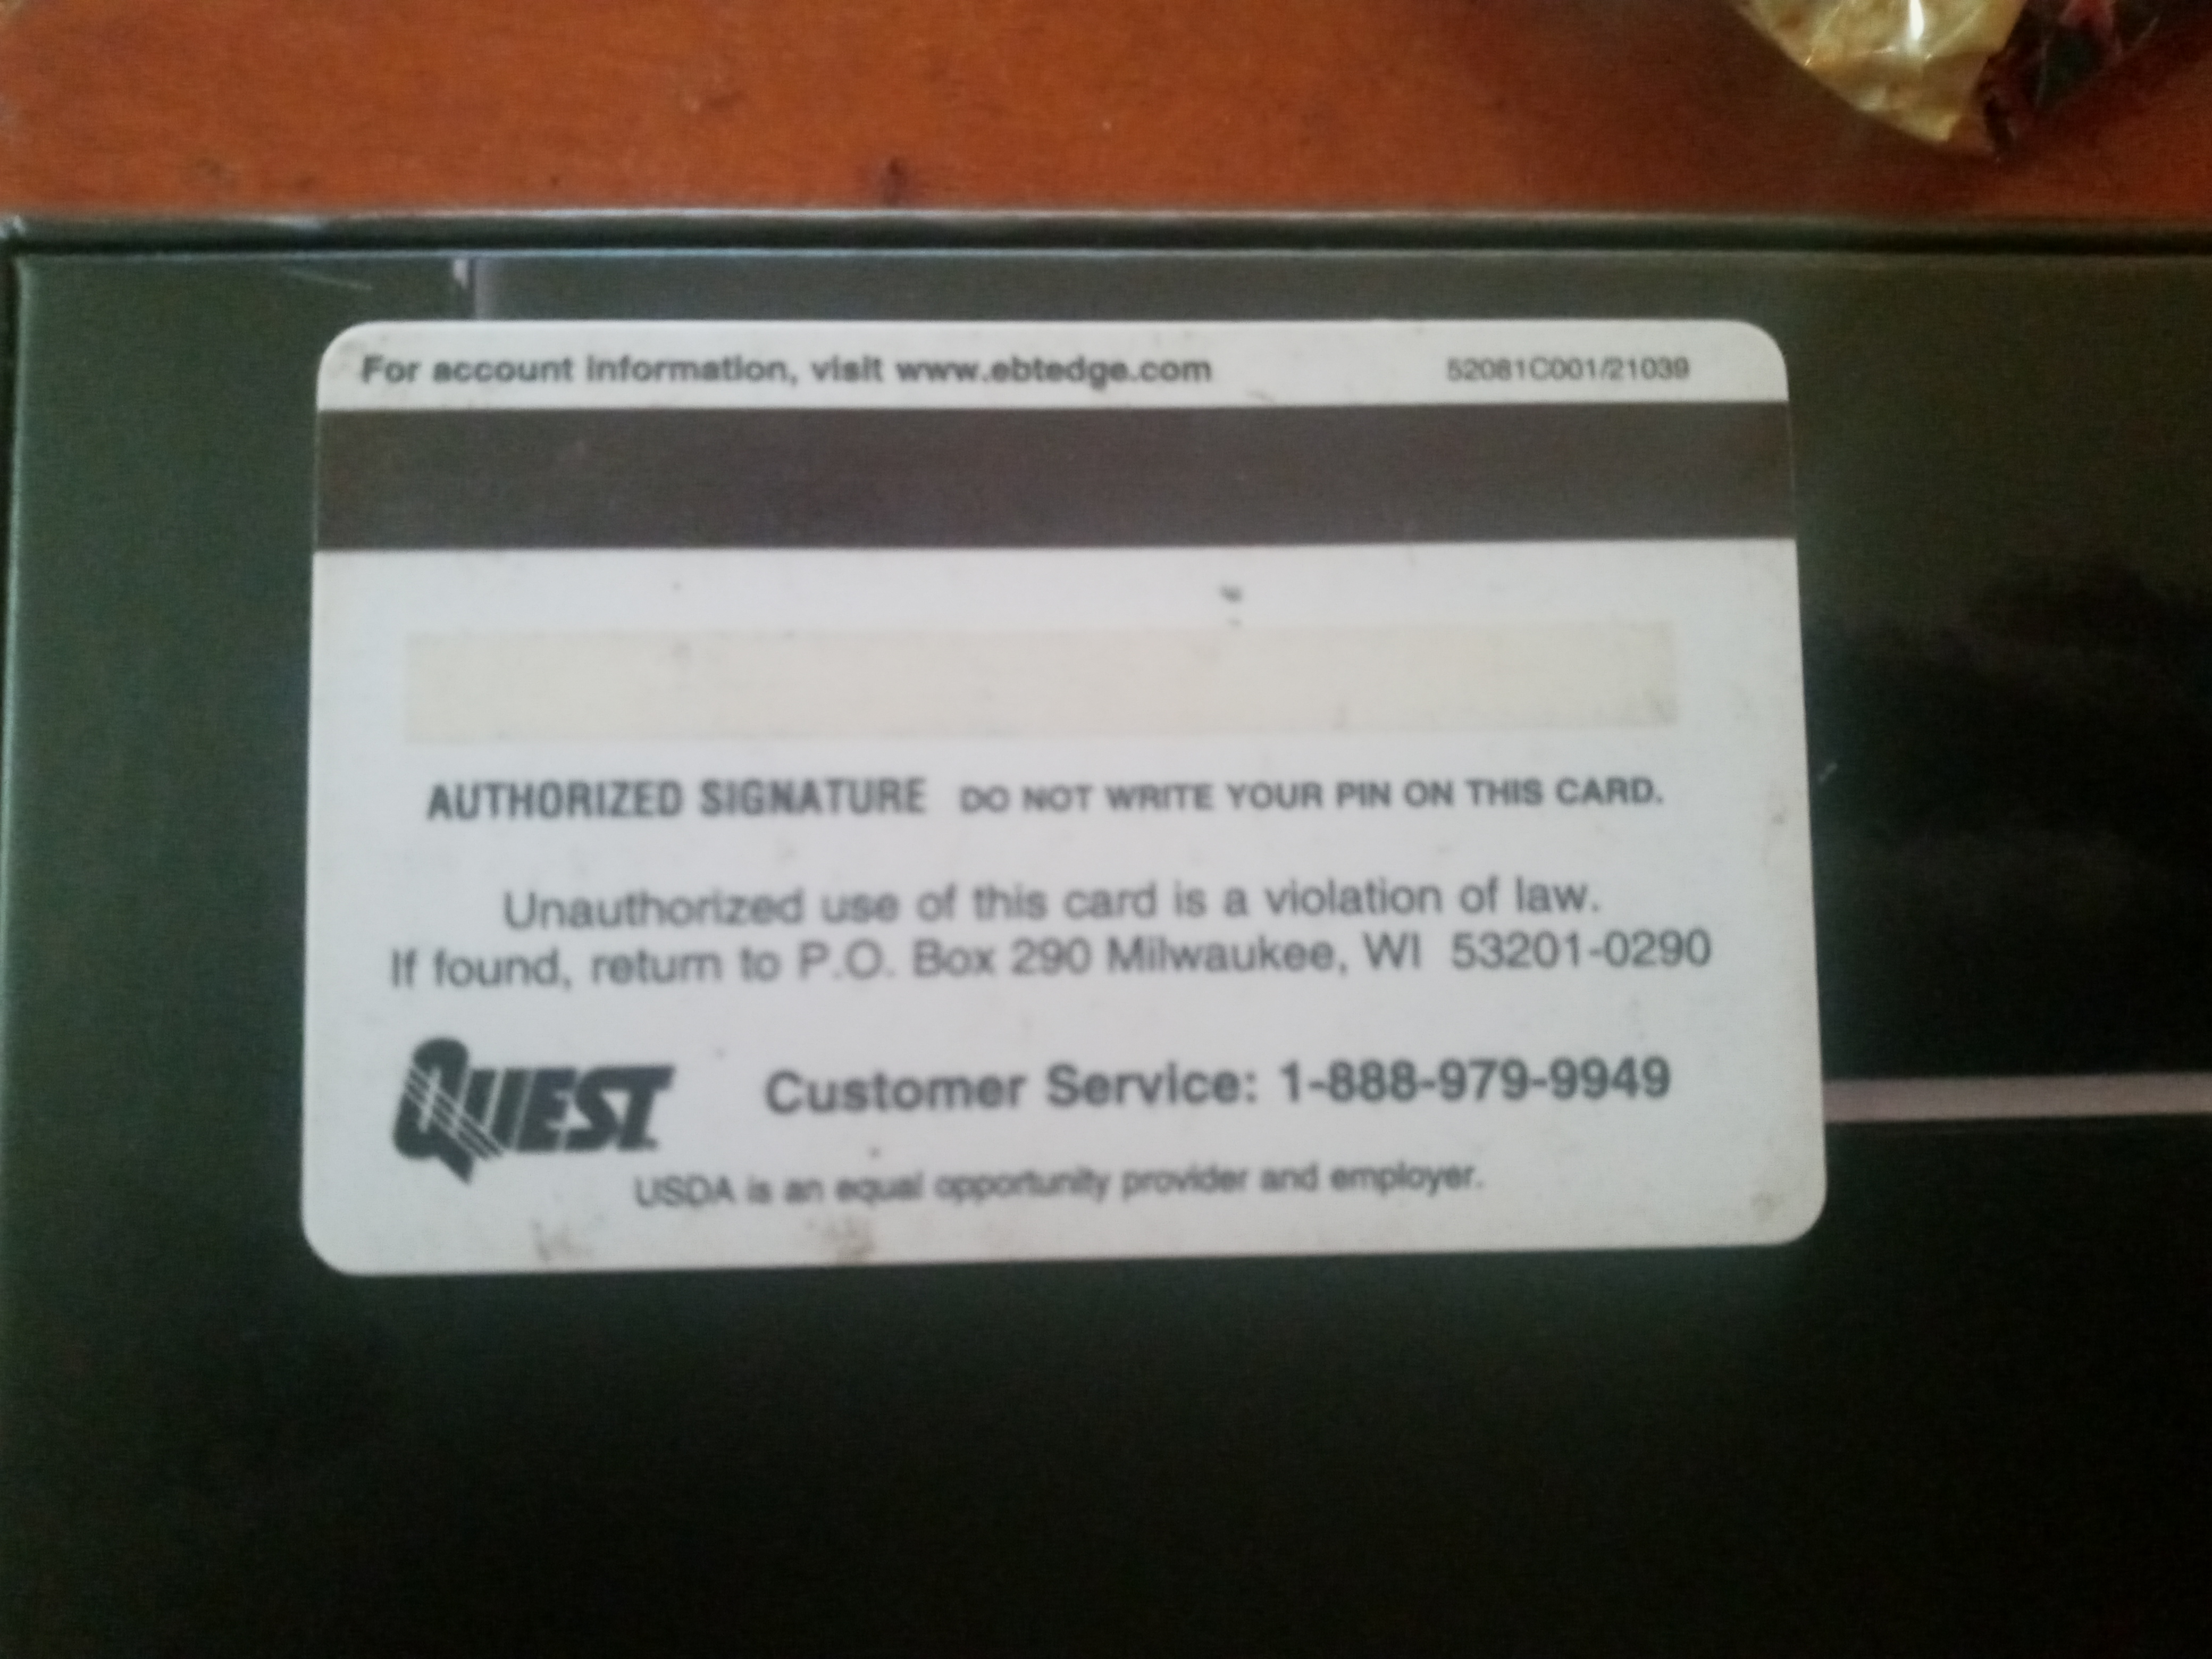 For account information, visit www.ebtedge.com 52081C001/21039
AUTHORIZED SIGNATURE DO NOT WRITE YOUR PIN ON THIS CARD.
Unauthorized use of this card is a violation of law.
If found, return to P.O. Box 290 Milwaukee, WI 53201-0290
QUEST Customer Service: 1-888-979-9949
USDA is an equal opportunity provider and employer.